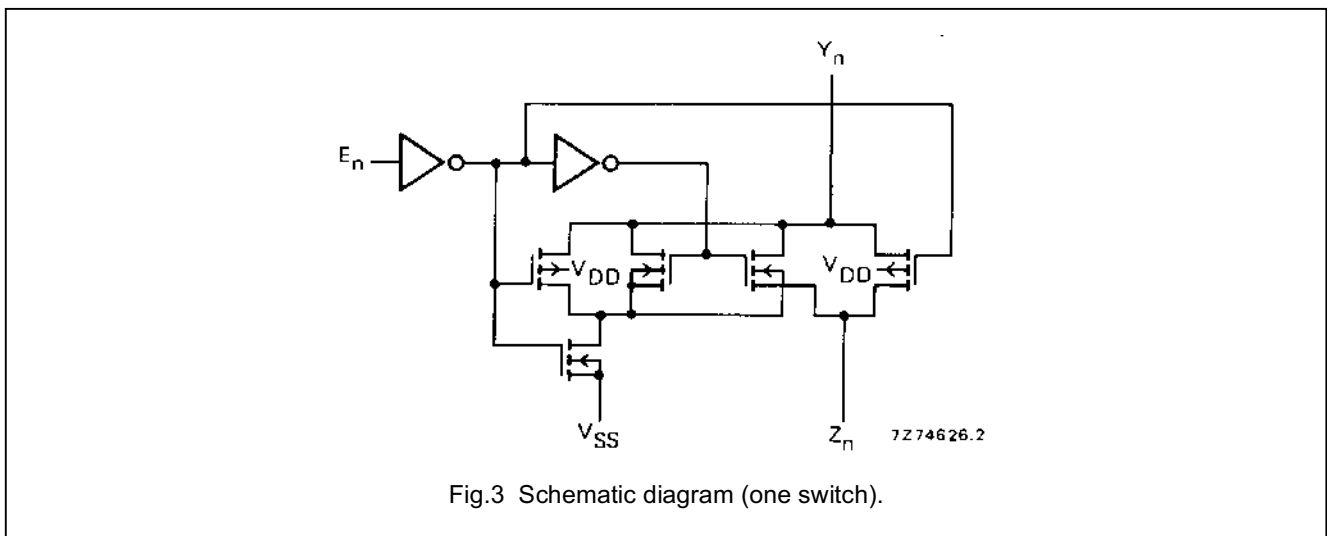 Yn
En
VDD
VDD
VSS
Zn
7Z74626.2
Fig.3 Schematic diagram (one switch).